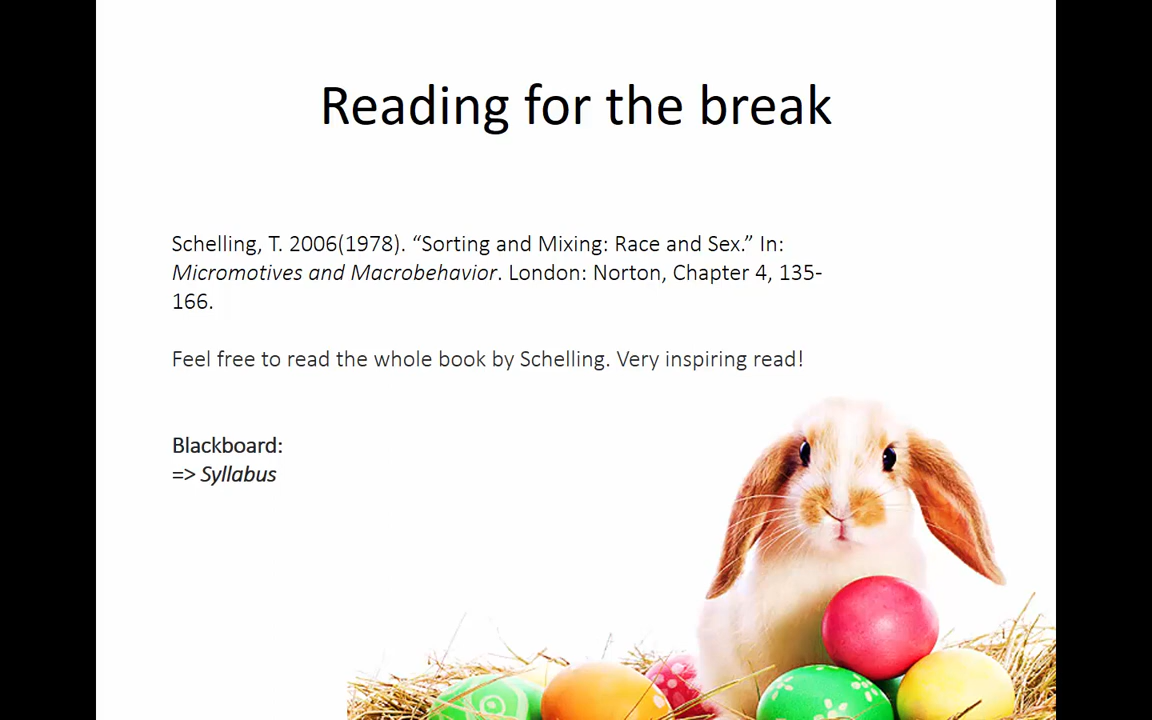 Reading for the break
Schelling, T. 2006(1978). “Sorting and Mixing: Race and Sex.” In:
Micromotives and Macrobehavior. London: Norton, Chapter 4, 135-
166.
Feel free to read the whole book by Schelling. Very inspiring read!
Blackboard:
=> Syllabus